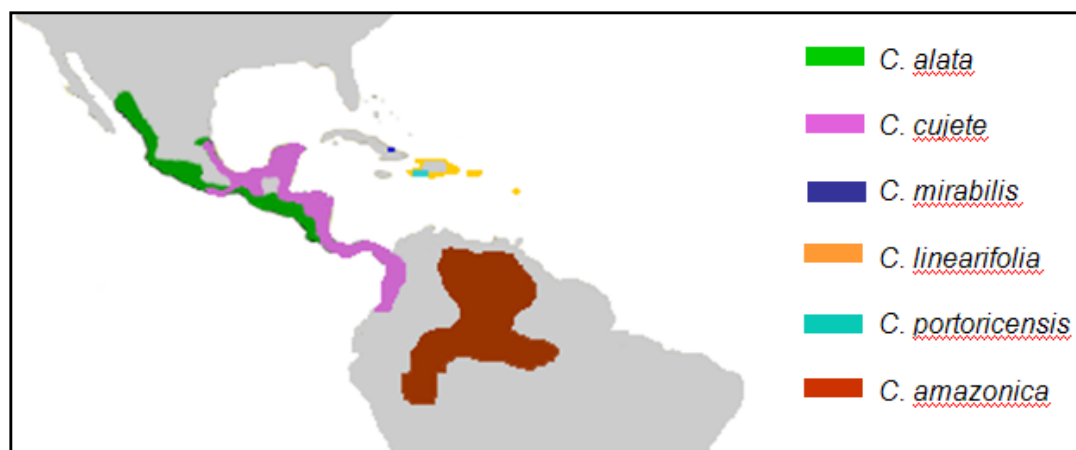 C. alata
C. cujete
C. mirabilis
C. linearifolia
C. portoricensis
C. amazonica